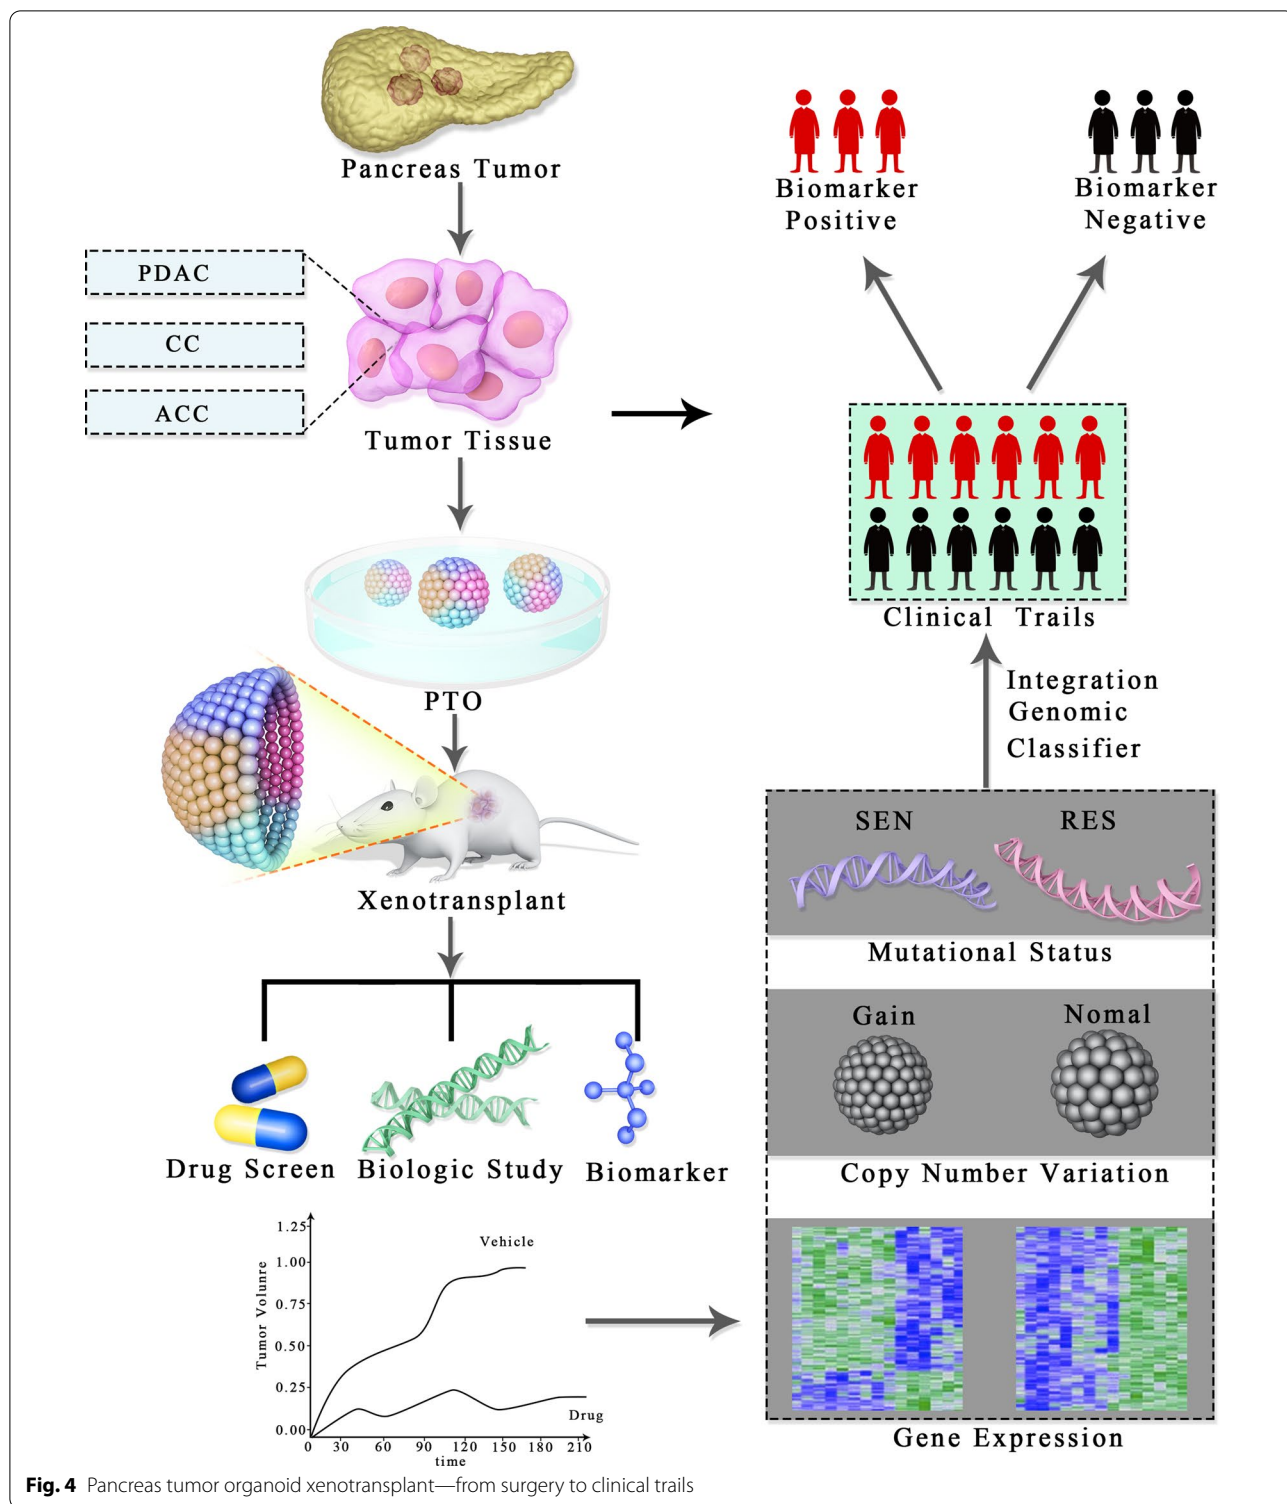 Pancreas Tumor
PDAC
CC
ACC
Tumor Tissue
PTO
Xenotransplant
Drug Screen
Biologic Study
Biomarker
1.25
1.00
0.75
0.50
0.25
0.00
Tumor Volunre
Vehicle
Drug
0 30 60 90 120 150 180 210
time
Biomarker
Positive
Biomarker
Negative
Clinical Trails
Integration
Genomic
Classifier
SEN
RES
Mutational Status
Gain
Nomal
Copy Number Variation
Gene Expression
Fig. 4 Pancreas tumor organoid xenotransplant—from surgery to clinical trails